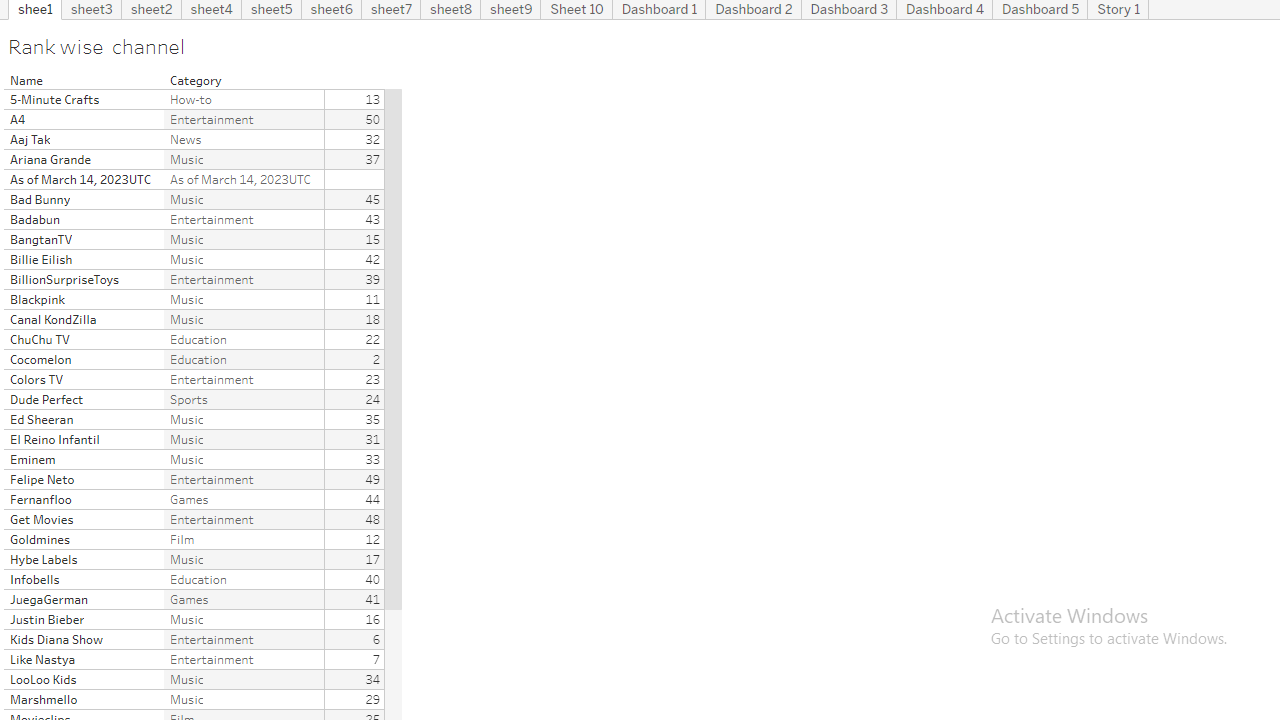 shee1 sheet3 sheet2 sheet4 sheet5 sheet6 sheet7 sheet8 sheet9 Sheet 10 Dashboard 1 Dashboard 2 Dashboard 3 Dashboard 4 Dashboard 5 Story 1
Rank wise channel
Name Category
5-Minute Crafts How-to 13
A4 Entertainment 50
Aaj Tak News 32
Ariana Grande Music 37
As of March 14, 2023UTC As of March 14, 2023UTC
Bad Bunny Music 45
Badabun Entertainment 43
BangtanTV Music 15
Billie Eilish Music 42
BillionSurpriseToys Entertainment 39
Blackpink Music 11
Canal KondZilla Music 18
ChuChu TV Education 22
Cocomelon Education 2
Colors TV Entertainment 23
Dude Perfect Sports 24
Ed Sheeran Music 35
El Reino Infantil Music 31
Eminem Music 33
Felipe Neto Entertainment 49
Fernanfloo Games 44
Get Movies Entertainment 48
Goldmines Film 12
Hybe Labels Music 17
Infobells Education 40
JuegaGerman Games 41
Justin Bieber Music 16
Kids Diana Show Entertainment 6
Like Nastya Entertainment 7
LooLoo Kids Music 34
Marshmello Music 29
Movieclips Film 25
Activate Windows
Go to Settings to activate Windows.